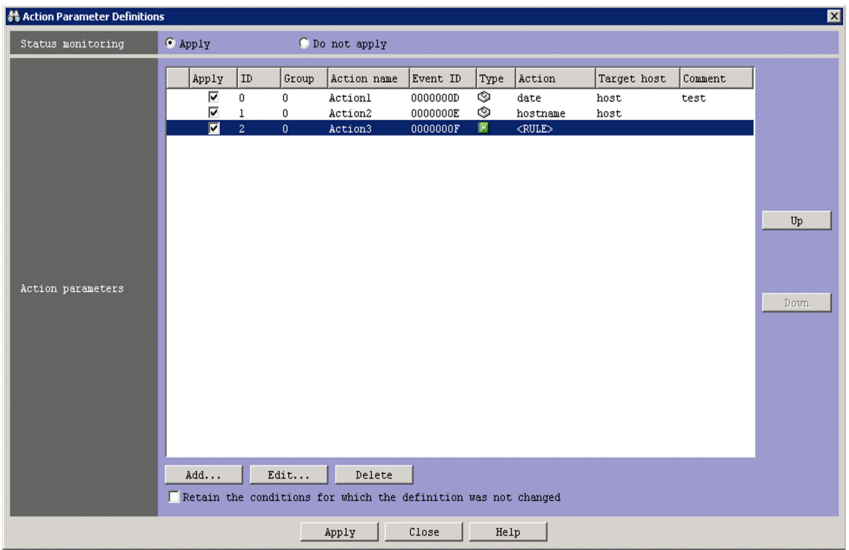 Action Parameter Definitions
Status monitoring Apply Do not apply
Apply ID Group Action name Event ID Type Action Target host Comment
0 0 Action1 0000000D date host test
1 0 Action2 0000000E hostname host
2 0 Action3 0000000F R <RULE>
Up
Action parameters
Down
Add... Edit... Delete
Retain the conditions for which the definition was not changed
Apply Close Help